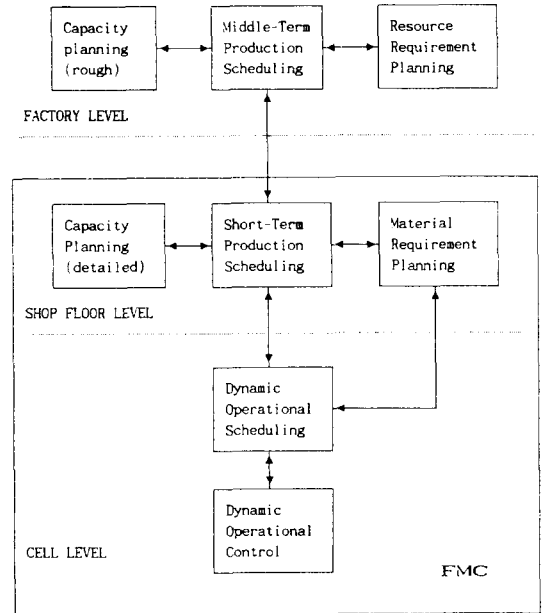 Capacity
planning
(rough)
Middle-Term
Production
Scheduling
Resource
Requirement
Planning
FACTORY LEVEL
Capacity
Planning
(detailed)
Short-Term
Production
Scheduling
Material
Requirement
Planning
SHOP FLOOR LEVEL
Dynamic
Operational
Scheduling
Dynamic
Operational
Control
CELL LEVEL
FMC